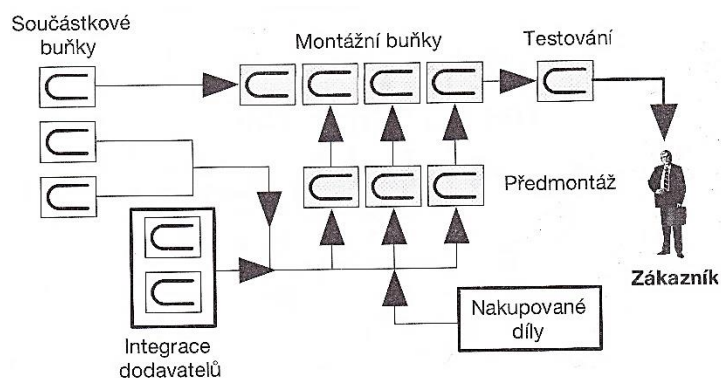 Součástkové
buňky
Montážní buňky
Testování
Předmontáž
Zákazník
Nakupované
díly
Integrace
dodavatelů